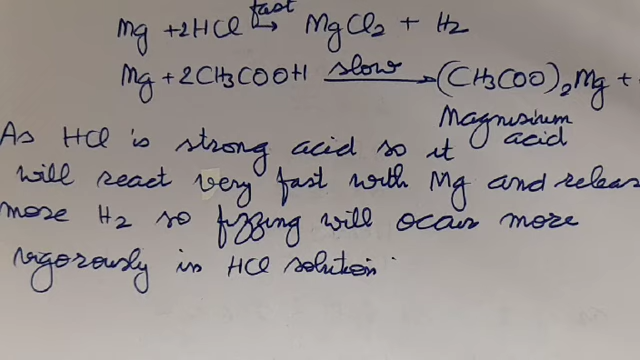 Mg + 2HCl fast→ MgCl2 + H2
Mg + 2CH3COOH slow→ (CH3COO)2Mg +
Magnisium acid
As HCl is strong acid so it
will react very fast with Mg and releas
more H2 so fizzing will occur more
vigorously in HCl solution.